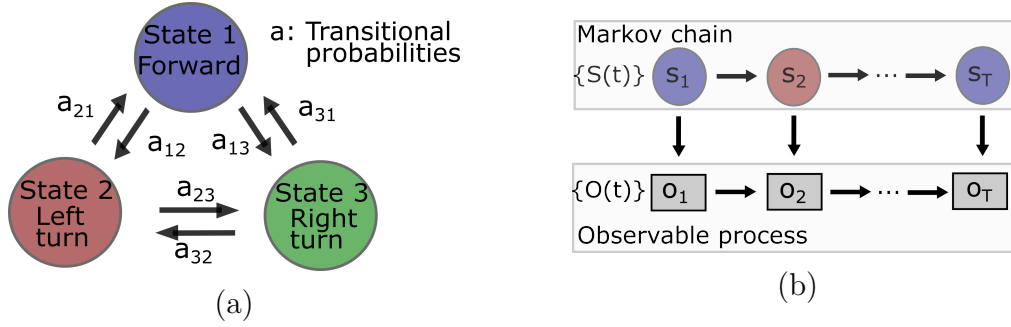 State 1
Forward
a: Transitional
probabilities
a21
a12
a13
a31
State 2
Left
turn
a23
a32
State 3
Right
turn
(a)
Markov chain
{S(t)} s1 s2 ... sT
{O(t)} o1 o2 ... oT
Observable process
(b)